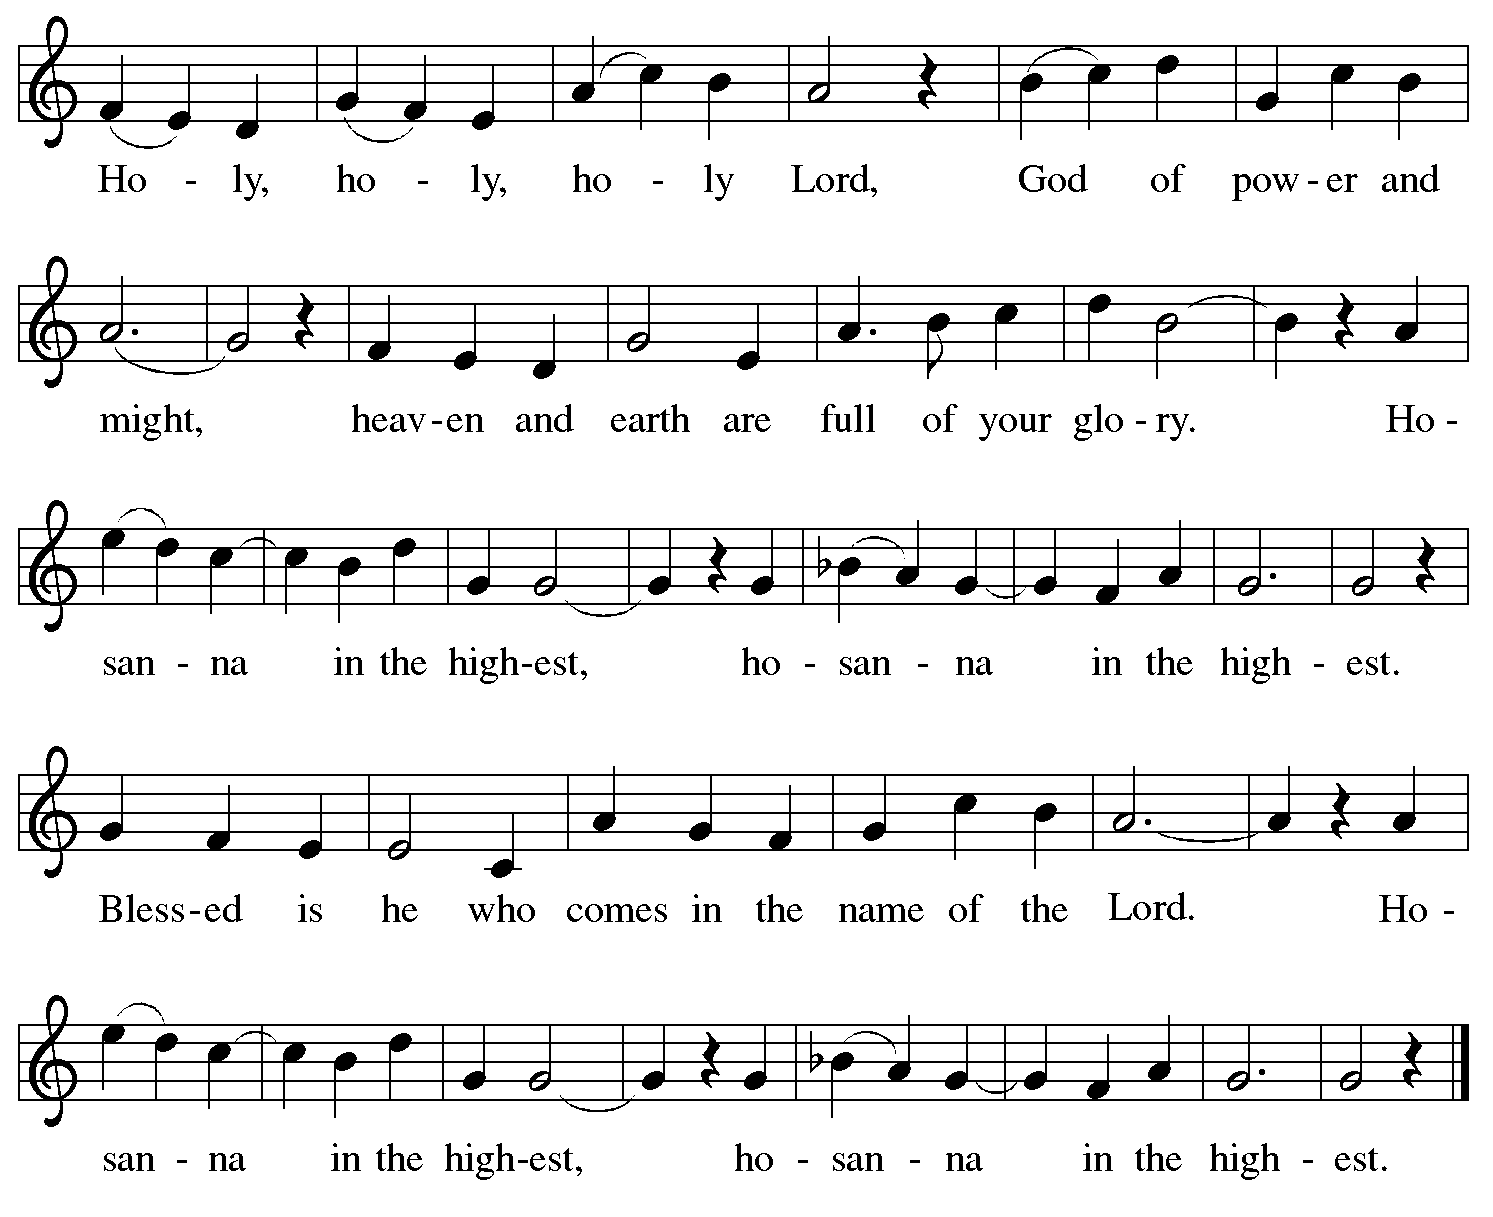 Ho - ly, ho - ly, ho - ly Lord, God of pow - er and
might, heav - en and earth are full of your glo - ry. Ho -
san - na in the high - est, ho - san - na in the high - est.
Bless - ed is he who comes in the name of the Lord. Ho -
san - na in the high - est, ho - san - na in the high - est.